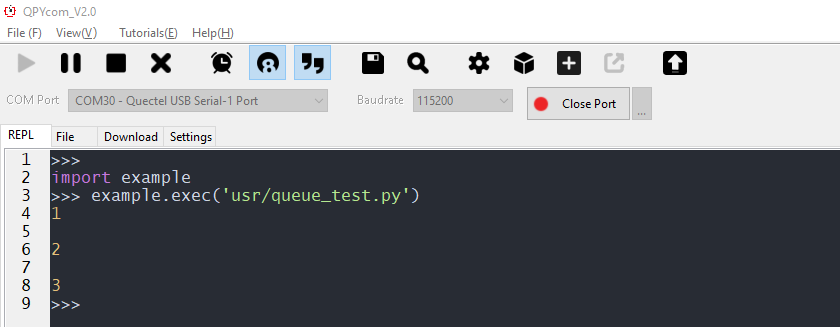 QPYcom_V2.0
File (F) View(V) Tutorials(E) Help(H)
COM Port COM30 - Quectel USB Serial-1 Port Baudrate 115200 Close Port ...
REPL File Download Settings
1 >>>
2 import example
3 >>> example.exec('usr/queue_test.py')
4 1
5
6 2
7
8 3
9 >>>